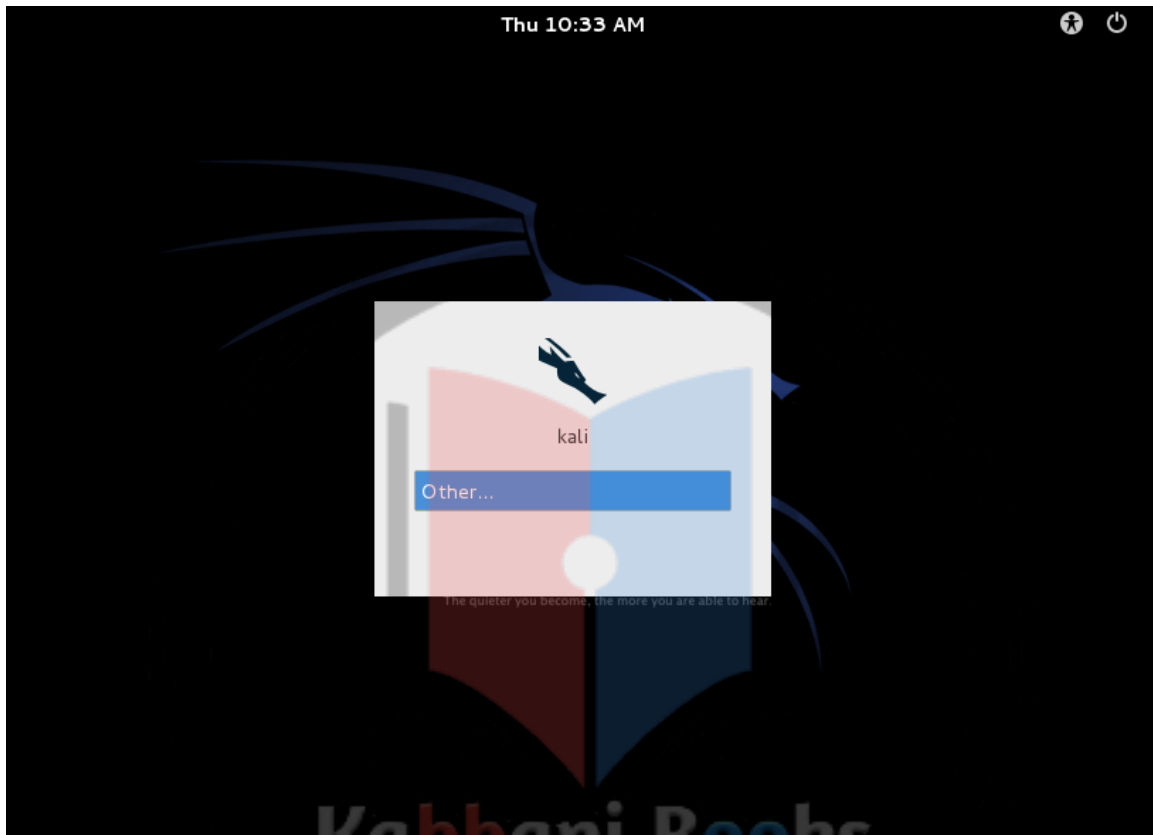 Thu 10:33 AM
kali
Other...
The quieter you become, the more you are able to hear.